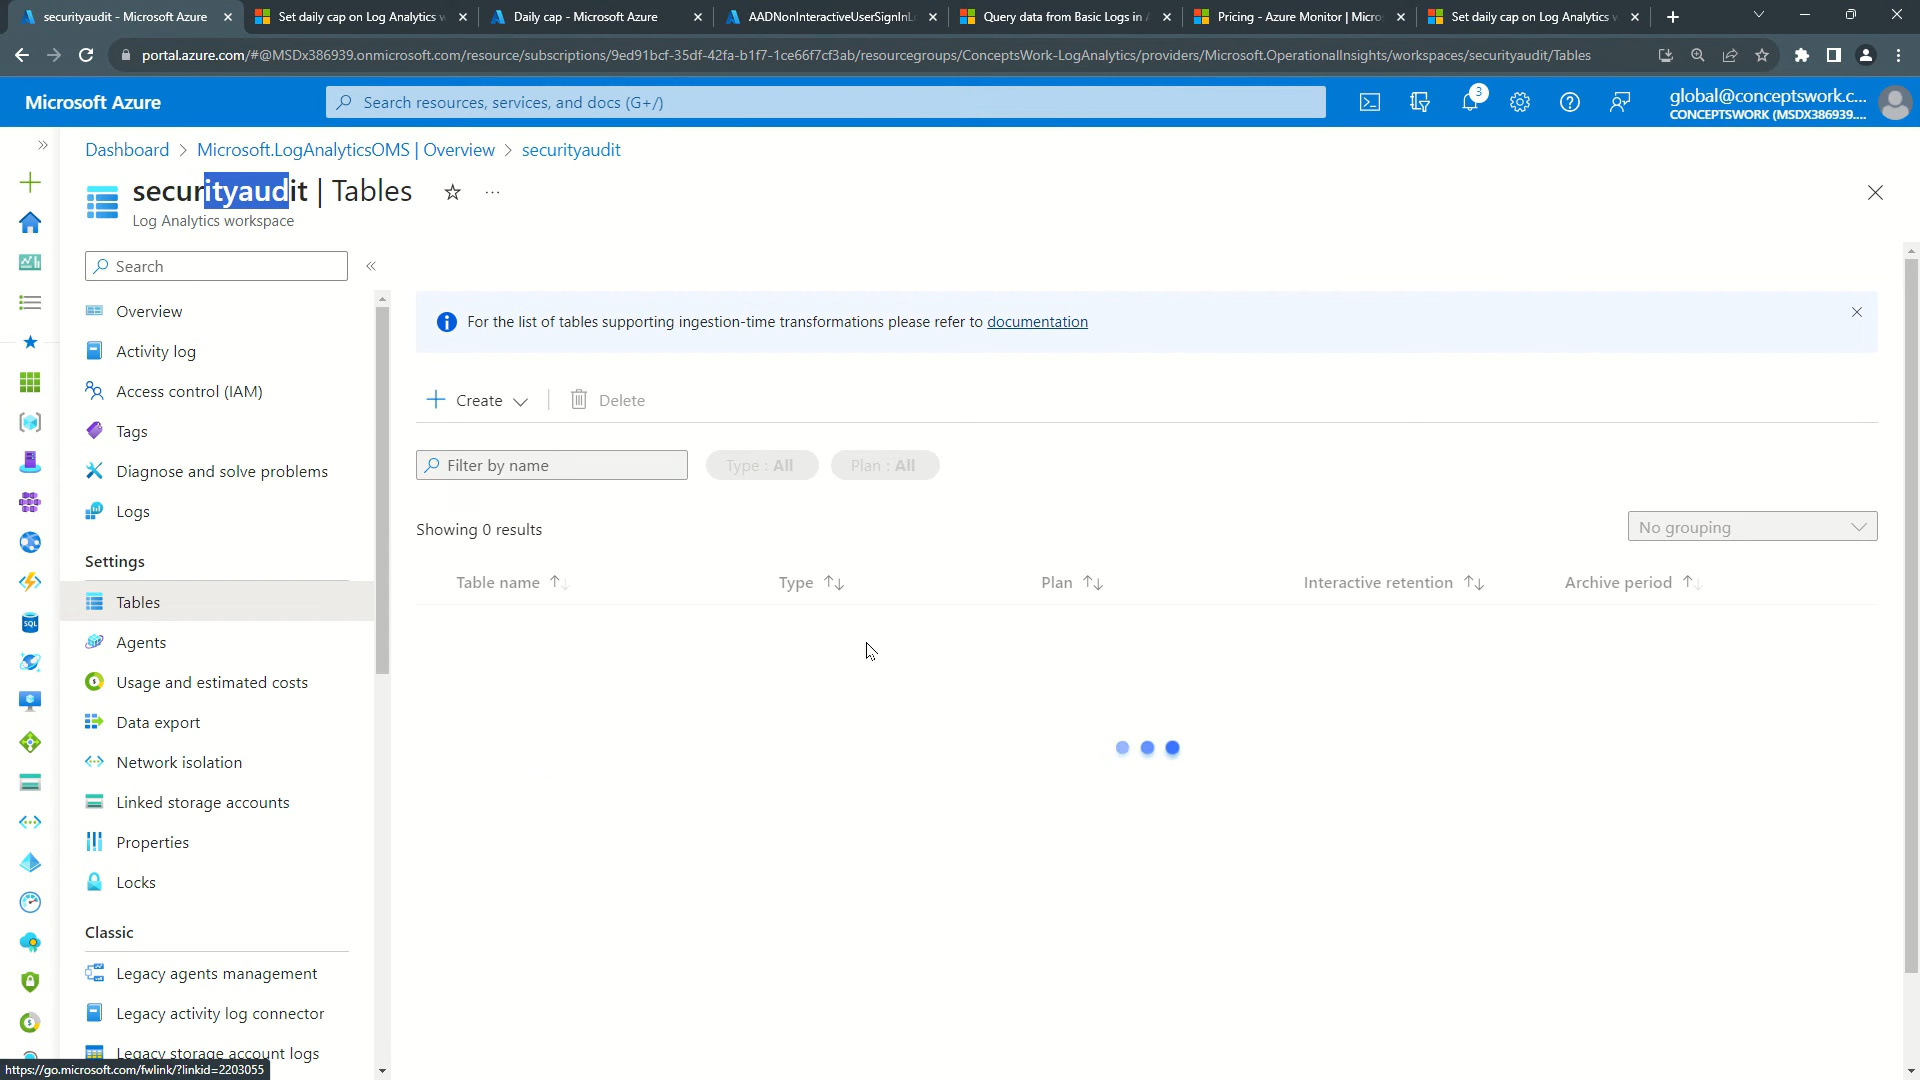 securityaudit - Microsoft Azure
Set daily cap on Log Analytics w
Daily cap - Microsoft Azure
AADNonInteractiveUserSignInL
Query data from Basic Logs in A
Pricing - Azure Monitor | Micro
Set daily cap on Log Analytics w
portal.azure.com/#@MSDx386939.onmicrosoft.com/resource/subscriptions/9ed91bcf-35df-42fa-b1f7-1ce66f7cf3ab/resourcegroups/ConceptsWork-LogAnalytics/providers/Microsoft.OperationalInsights/workspaces/securityaudit/Tables
Microsoft Azure
Search resources, services, and docs (G+/)
3
global@conceptswork.c...
CONCEPTSWORK (MSDX386939....
Dashboard > Microsoft.LogAnalyticsOMS | Overview > securityaudit
securityaudit | Tables
Log Analytics workspace
Search
Overview
Activity log
Access control (IAM)
Tags
Diagnose and solve problems
Logs
Settings
Tables
Agents
Usage and estimated costs
Data export
Network isolation
Linked storage accounts
Properties
Locks
Classic
Legacy agents management
Legacy activity log connector
Legacy storage account logs
For the list of tables supporting ingestion-time transformations please refer to documentation
Create
Delete
Filter by name
Type : All
Plan : All
Showing 0 results
No grouping
Table name
Type
Plan
Interactive retention
Archive period
SQL
https://go.microsoft.com/fwlink/?linkid=2203055